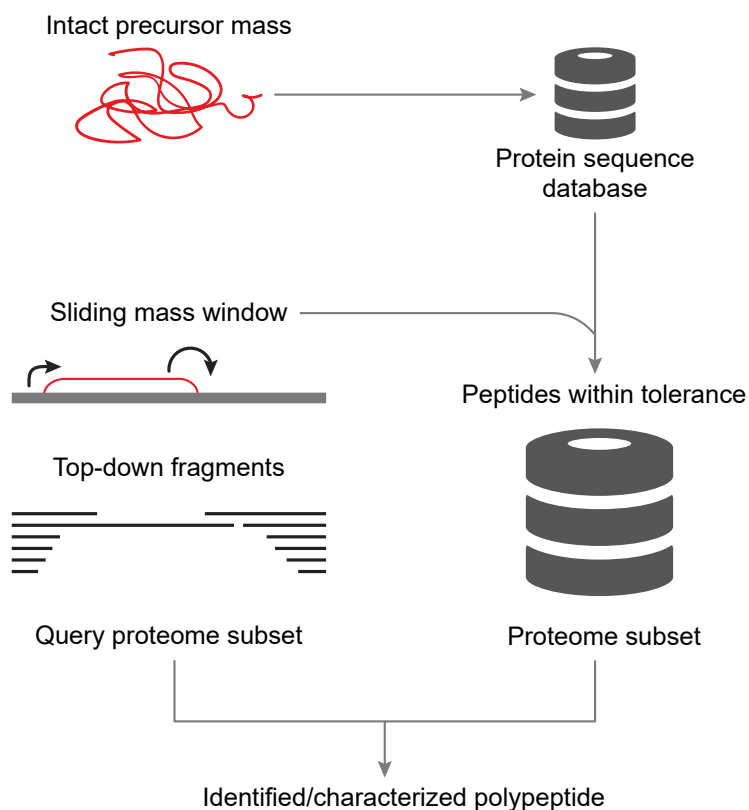 Intact precursor mass
Protein sequence
database
Sliding mass window
Peptides within tolerance
Top-down fragments
Query proteome subset
Proteome subset
Identified/characterized polypeptide